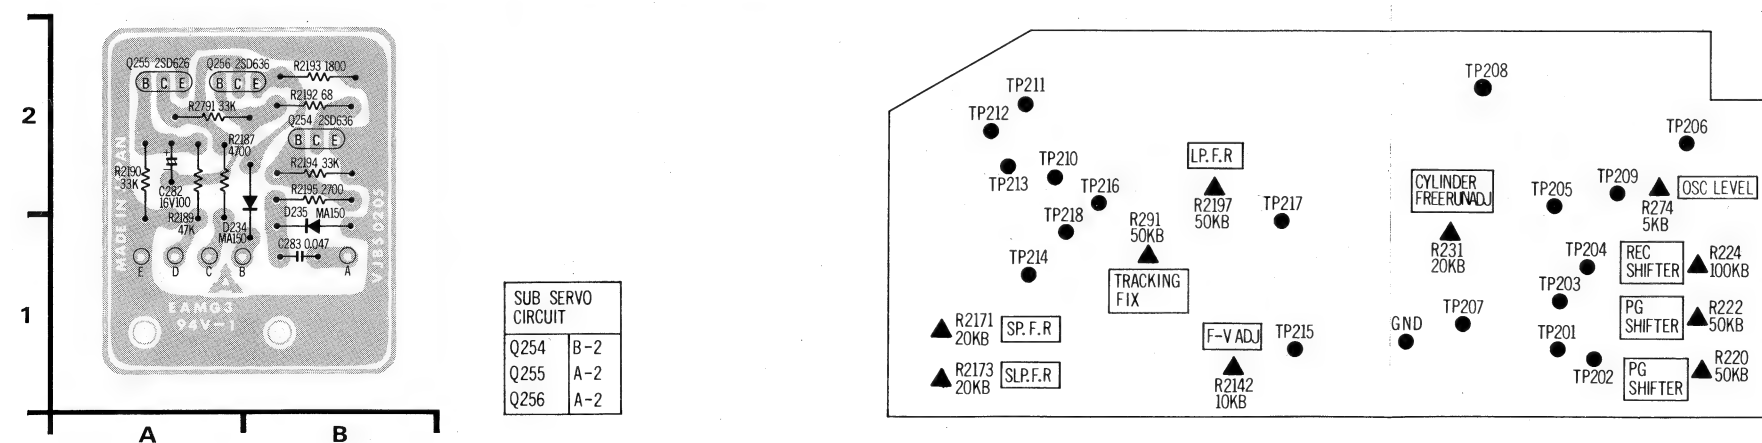 2
1
A
B
Q255 2SD626
Q256 2SD636
B C E
B C E
R2193 1800
R2192 68
R2791 33K
Q254 2SD636
B C E
R2187
4700
R2190
33K
+
C282
16V100
R2194 33K
R2195 2700
R2189
47K
D234
MA150
D235 MA150
C283 0.047
E
D
C
B
A
EAMG3
94V-1
SUB SERVO
CIRCUIT
Q254 B-2
Q255 A-2
Q256 A-2
TP211
TP212
TP213
TP210
TP216
TP218
TP214
R2171
20KB
SP.F.R
R2173
20KB
SLP.F.R
R291
50KB
TRACKING
FIX
LP.F.R
R2197
50KB
TP217
F-V ADJ
R2142
10KB
TP215
TP208
CYLINDER
FREERUNADJ
R231
20KB
GND
TP207
TP206
TP205
TP209
R274
5KB
OSC LEVEL
TP204
TP203
TP201
TP202
REC
SHIFTER
R224
100KB
PG
SHIFTER
R222
50KB
PG
SHIFTER
R220
50KB